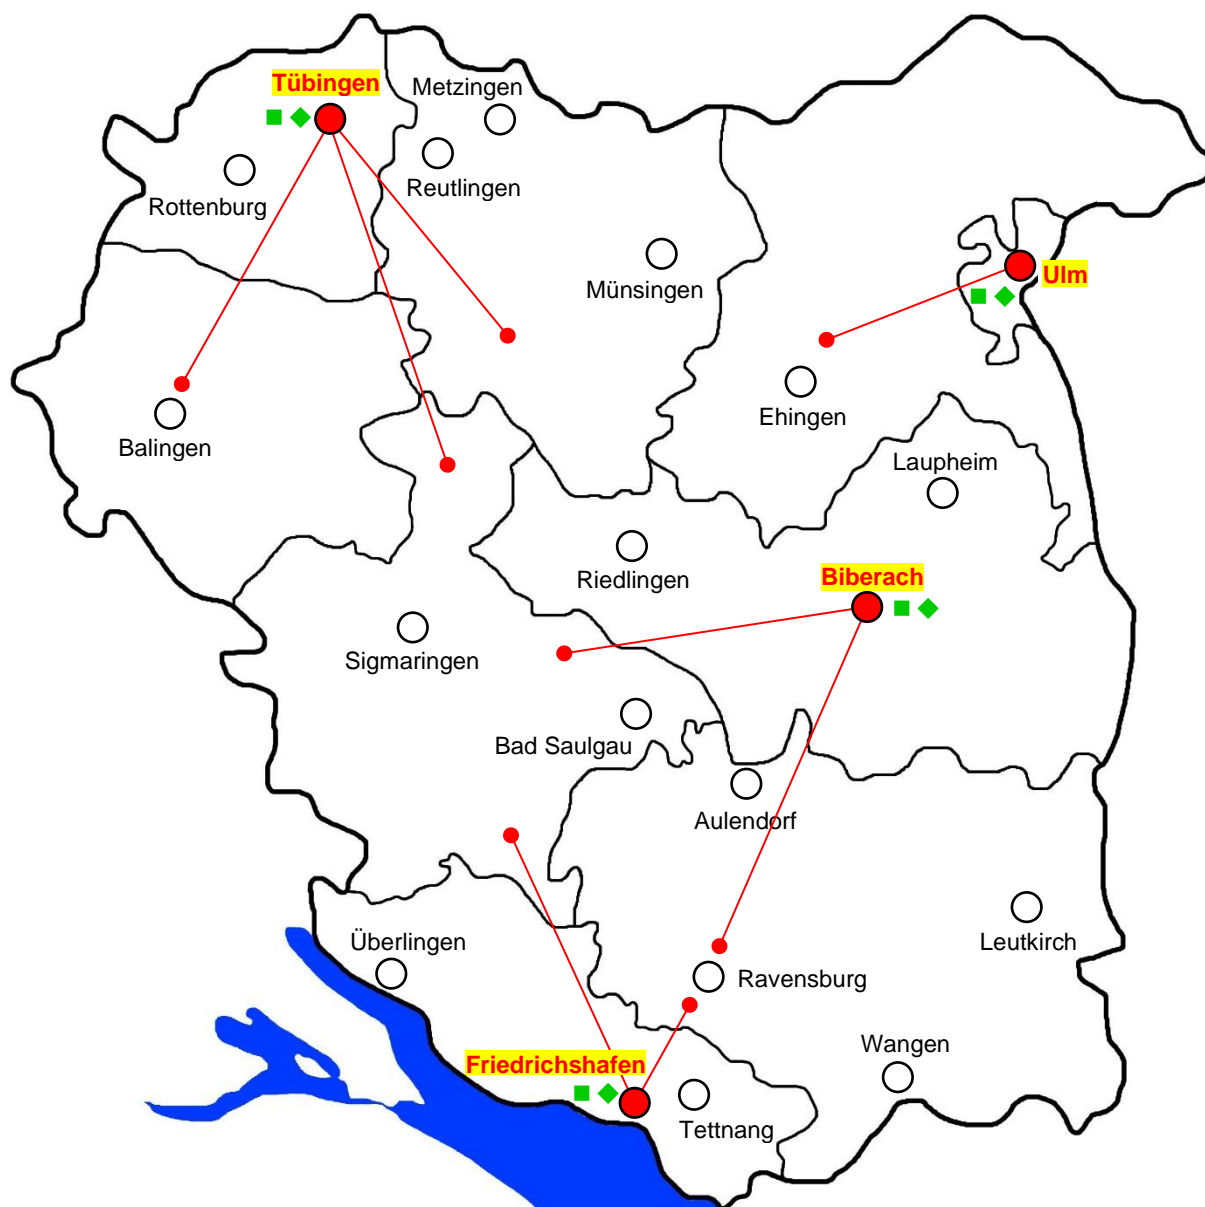 Tübingen
Metzingen
Reutlingen
Rottenburg
Münsingen
Ulm
Ehingen
Balingen
Laupheim
Riedlingen
Biberach
Sigmaringen
Bad Saulgau
Aulendorf
Überlingen
Leutkirch
Ravensburg
Wangen
Friedrichshafen
Tettnang